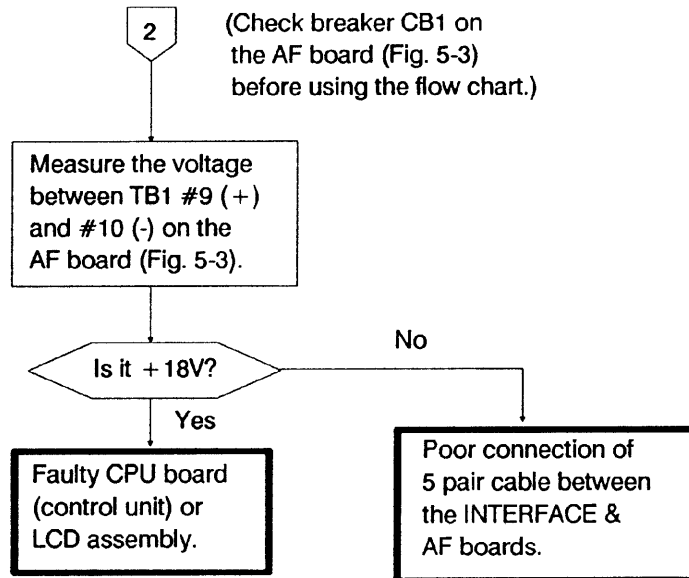 2
(Check breaker CB1 on
the AF board (Fig. 5-3)
before using the flow chart.)
Measure the voltage
between TB1 #9 (+)
and #10 (-) on the
AF board (Fig. 5-3).
Is it +18V?
No
Yes
Faulty CPU board
(control unit) or
LCD assembly.
Poor connection of
5 pair cable between
the INTERFACE &
AF boards.